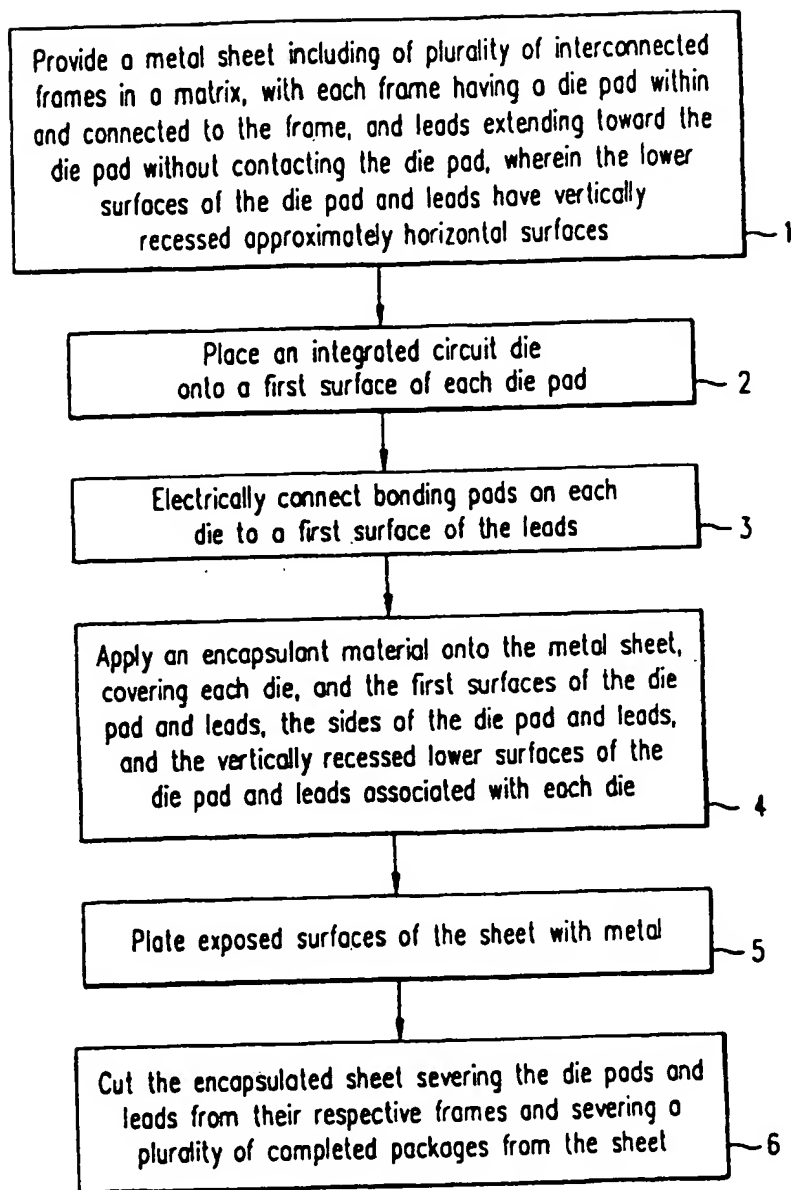 Provide a metal sheet including of plurality of interconnected
frames in a matrix, with each frame having a die pad within
and connected to the frame, and leads extending toward the
die pad without contacting the die pad, wherein the lower
surfaces of the die pad and leads have vertically
recessed approximately horizontal surfaces
1
Place an integrated circuit die
onto a first surface of each die pad
2
Electrically connect bonding pads on each
die to a first surface of the leads
3
Apply an encapsulant material onto the metal sheet,
covering each die, and the first surfaces of the die
pad and leads, the sides of the die pad and leads,
and the vertically recessed lower surfaces of the
die pad and leads associated with each die
4
Plate exposed surfaces of the sheet with metal
5
Cut the encapsulated sheet severing the die pads and
leads from their respective frames and severing a
plurality of completed packages from the sheet
6